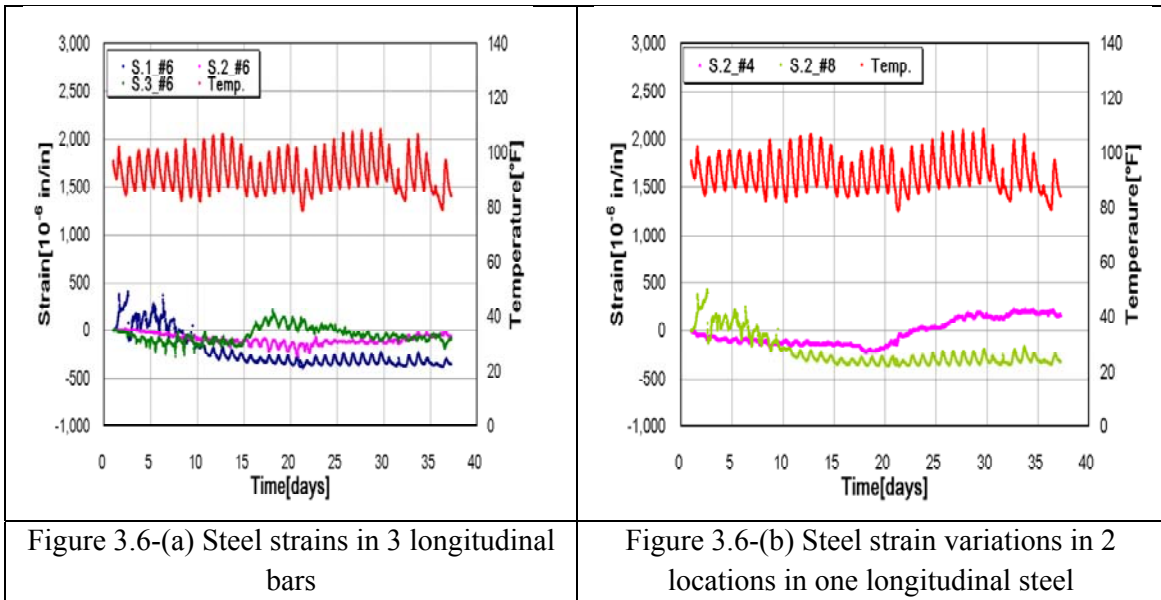 S.1_#6 S.2_#6
S.3_#6 Temp.
3,000
2,500
2,000
1,500
1,000
500
0
-500
-1,000
Strain[10⁻⁶ in/in]
140
120
100
80
60
40
20
0
Temperature[°F]
0 5 10 15 20 25 30 35 40
Time[days]
Figure 3.6-(a) Steel strains in 3 longitudinal
bars
S.2_#4 S.2_#8 Temp.
3,000
2,500
2,000
1,500
1,000
500
0
-500
-1,000
Strain[10⁻⁶ in/in]
140
120
100
80
60
40
20
0
Temperaure[°F]
0 5 10 15 20 25 30 35 40
Time[days]
Figure 3.6-(b) Steel strain variations in 2
locations in one longitudinal steel